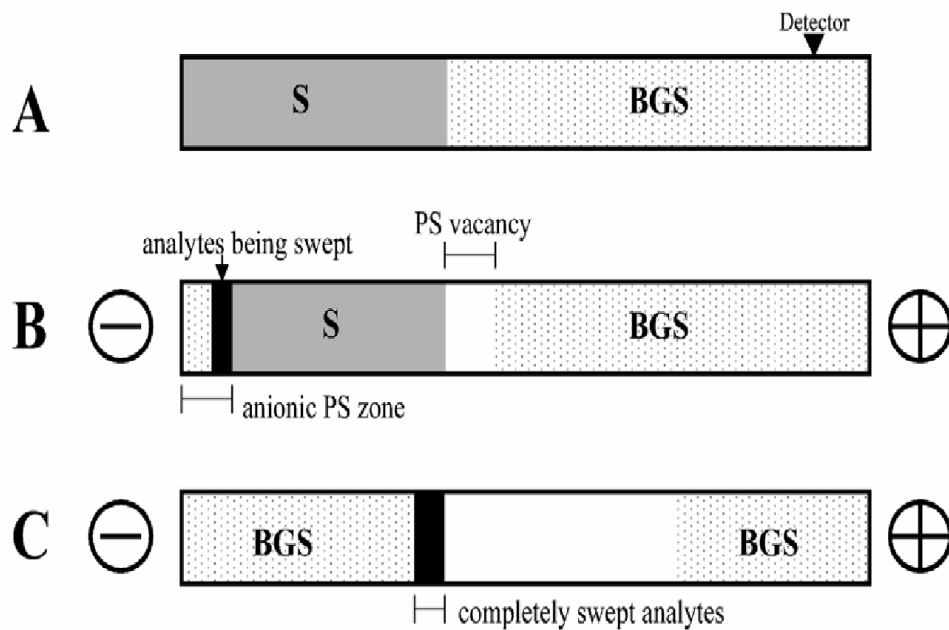 Detector
A
S
BGS
PS vacancy
analytes being swept
B
S
BGS
anionic PS zone
C
BGS
BGS
completely swept analytes